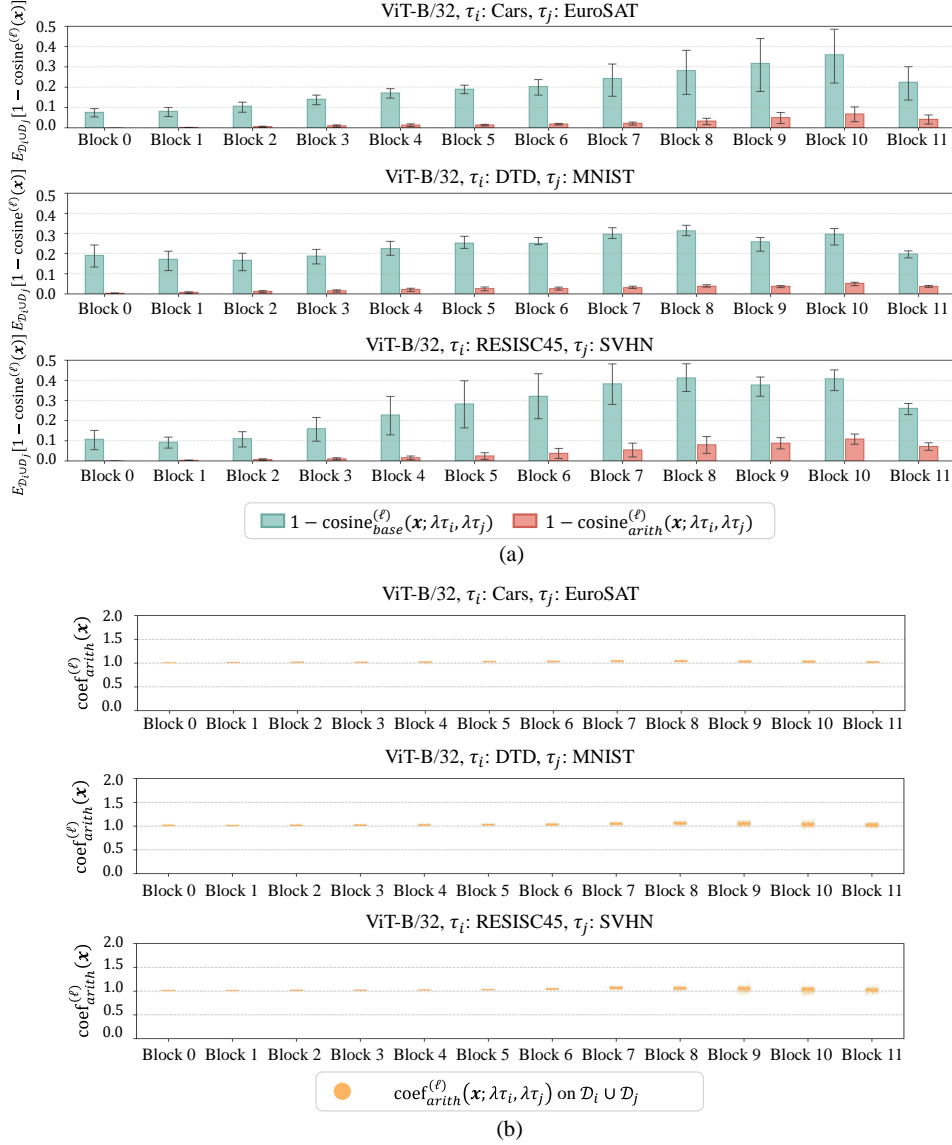 ViT-B/32, τᵢ: Cars, τⱼ: EuroSAT
E_{𝒟ᵢ∪𝒟ⱼ}[1 − cosine^{(ℓ)}(𝒙)]
0.5
0.4
0.3
0.2
0.1
0.0
Block 0 Block 1 Block 2 Block 3 Block 4 Block 5 Block 6 Block 7 Block 8 Block 9 Block 10 Block 11
ViT-B/32, τᵢ: DTD, τⱼ: MNIST
E_{𝒟ᵢ∪𝒟ⱼ}[1 − cosine^{(ℓ)}(𝒙)]
0.5
0.4
0.3
0.2
0.1
0.0
Block 0 Block 1 Block 2 Block 3 Block 4 Block 5 Block 6 Block 7 Block 8 Block 9 Block 10 Block 11
ViT-B/32, τᵢ: RESISC45, τⱼ: SVHN
E_{𝒟ᵢ∪𝒟ⱼ}[1 − cosine^{(ℓ)}(𝒙)]
0.5
0.4
0.3
0.2
0.1
0.0
Block 0 Block 1 Block 2 Block 3 Block 4 Block 5 Block 6 Block 7 Block 8 Block 9 Block 10 Block 11
1 − cosine^{(ℓ)}_{base}(𝒙; λτᵢ, λτⱼ) 1 − cosine^{(ℓ)}_{arith}(𝒙; λτᵢ, λτⱼ)
(a)
ViT-B/32, τᵢ: Cars, τⱼ: EuroSAT
coef^{(ℓ)}_{arith}(𝒙)
2.0
1.5
1.0
0.5
0.0
Block 0 Block 1 Block 2 Block 3 Block 4 Block 5 Block 6 Block 7 Block 8 Block 9 Block 10 Block 11
ViT-B/32, τᵢ: DTD, τⱼ: MNIST
coef^{(ℓ)}_{arith}(𝒙)
2.0
1.5
1.0
0.5
0.0
Block 0 Block 1 Block 2 Block 3 Block 4 Block 5 Block 6 Block 7 Block 8 Block 9 Block 10 Block 11
ViT-B/32, τᵢ: RESISC45, τⱼ: SVHN
coef^{(ℓ)}_{arith}(𝒙)
2.0
1.5
1.0
0.5
0.0
Block 0 Block 1 Block 2 Block 3 Block 4 Block 5 Block 6 Block 7 Block 8 Block 9 Block 10 Block 11
coef^{(ℓ)}_{arith}(𝒙; λτᵢ, λτⱼ) on 𝒟ᵢ ∪ 𝒟ⱼ
(b)